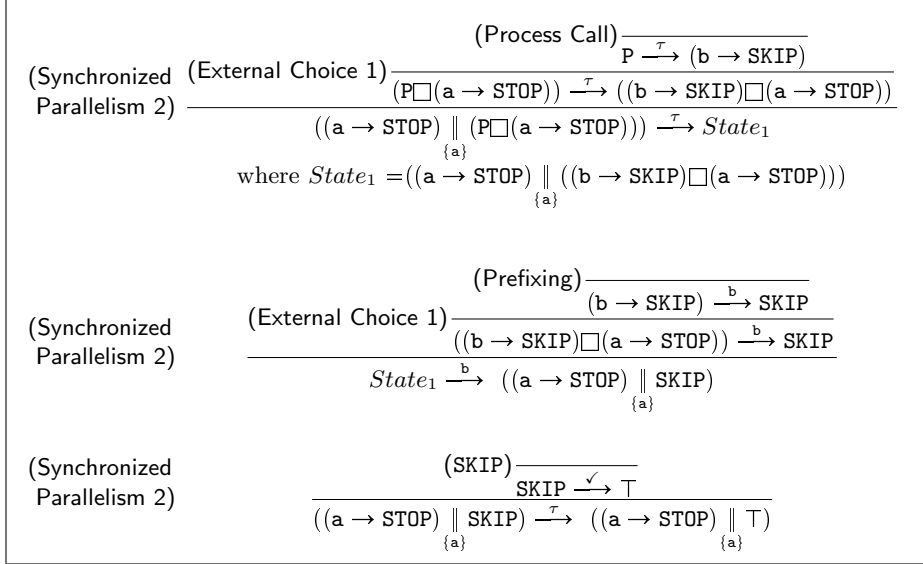 (Process Call)
P —τ→ (b → SKIP)
(Synchronized Parallelism 2) (External Choice 1)
(P□(a → STOP)) —τ→ ((b → SKIP)□(a → STOP))
((a → STOP) ∥{a} (P□(a → STOP))) —τ→ State₁
where State₁ =((a → STOP) ∥{a} ((b → SKIP)□(a → STOP)))
(Prefixing)
(b → SKIP) —b→ SKIP
(Synchronized Parallelism 2) (External Choice 1)
((b → SKIP)□(a → STOP)) —b→ SKIP
State₁ —b→ ((a → STOP) ∥{a} SKIP)
(Synchronized Parallelism 2) (SKIP)
SKIP —✓→ ⊤
((a → STOP) ∥{a} SKIP) —τ→ ((a → STOP) ∥{a} ⊤)